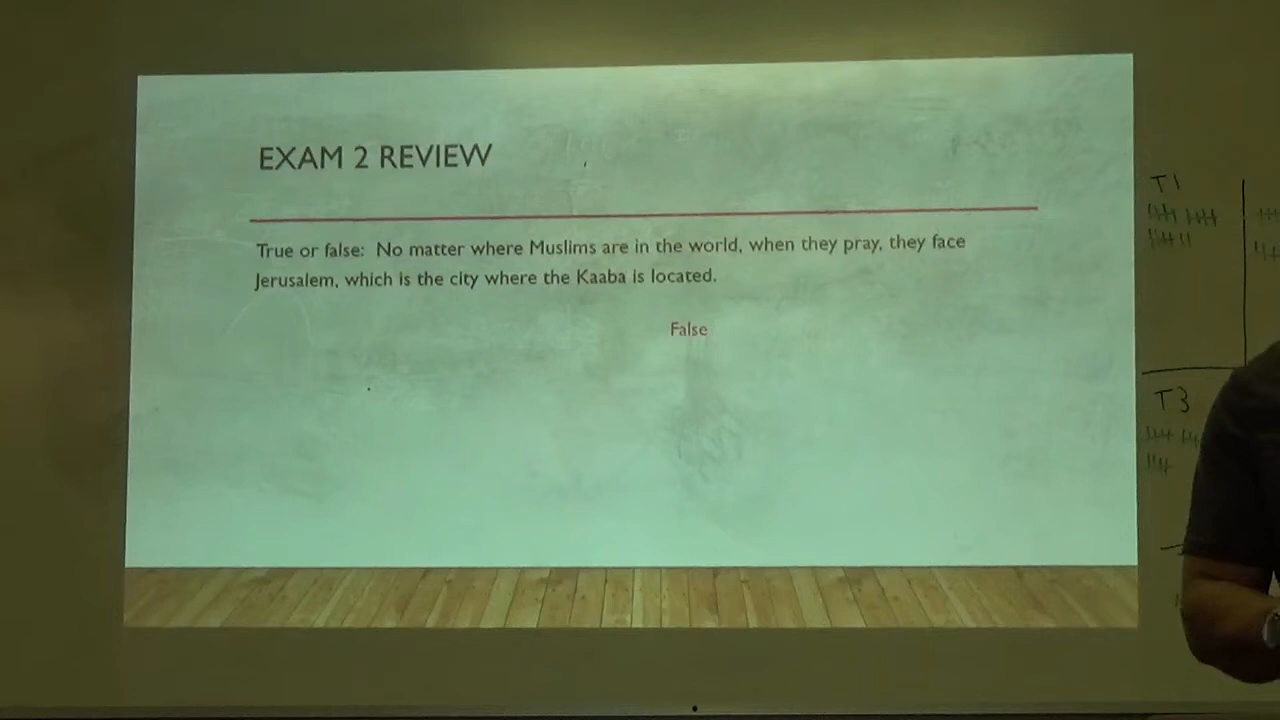 EXAM 2 REVIEW
True or false: No matter where Muslims are in the world, when they pray, they face
Jerusalem, which is the city where the Kaaba is located.
False
T1
T3